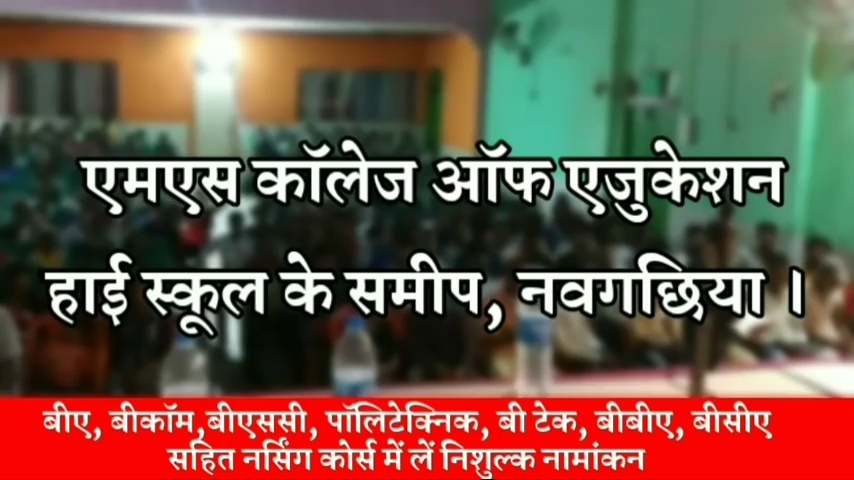 एमएस कॉलेज ऑफ एजुकेशन
हाई स्कूल के समीप, नवगछिया ।
बीए, बीकॉम,बीएससी, पॉलिटेक्निक, बी टेक, बीबीए, बीसीए
सहित नर्सिंग कोर्स में लें निशुल्क नामांकन